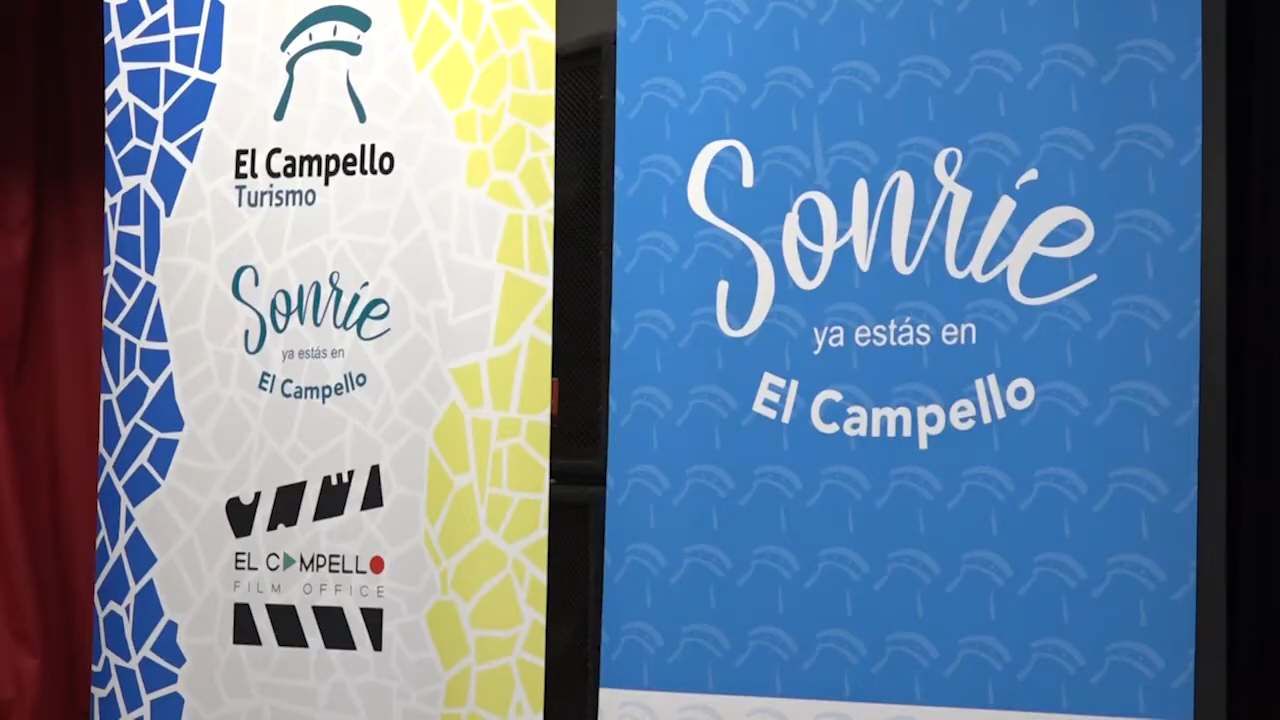 El Campello
Turismo
Sonríe
ya estás en
El Campello
EL CAMPELLO
FILM OFFICE
Sonríe
ya estás en
El Campello